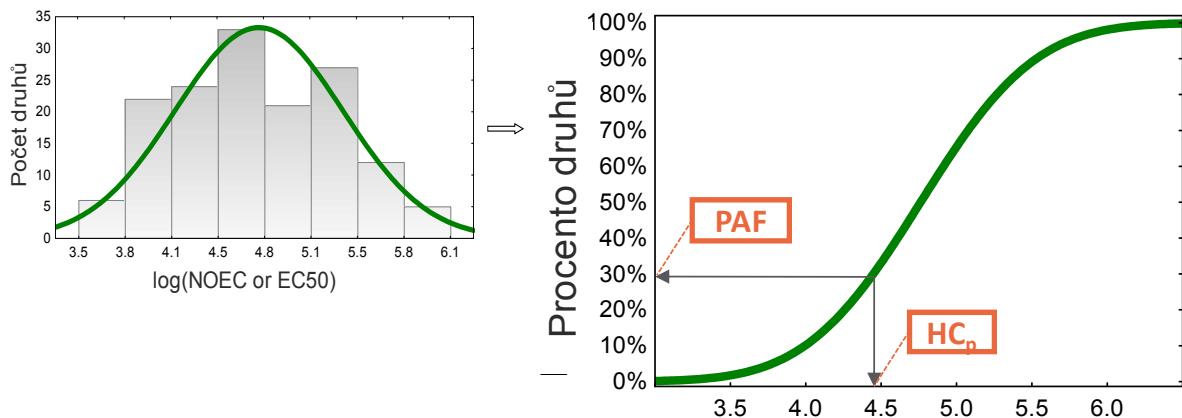 35
30
25
20
15
10
5
0
Počet druhů
3.5 3.8 4.1 4.5 4.8 5.1 5.5 5.8 6.1
log(NOEC or EC50)
100%
90%
80%
70%
60%
50%
40%
30%
20%
10%
0%
Procento druhů
PAF
HCp
3.5 4.0 4.5 5.0 5.5 6.0